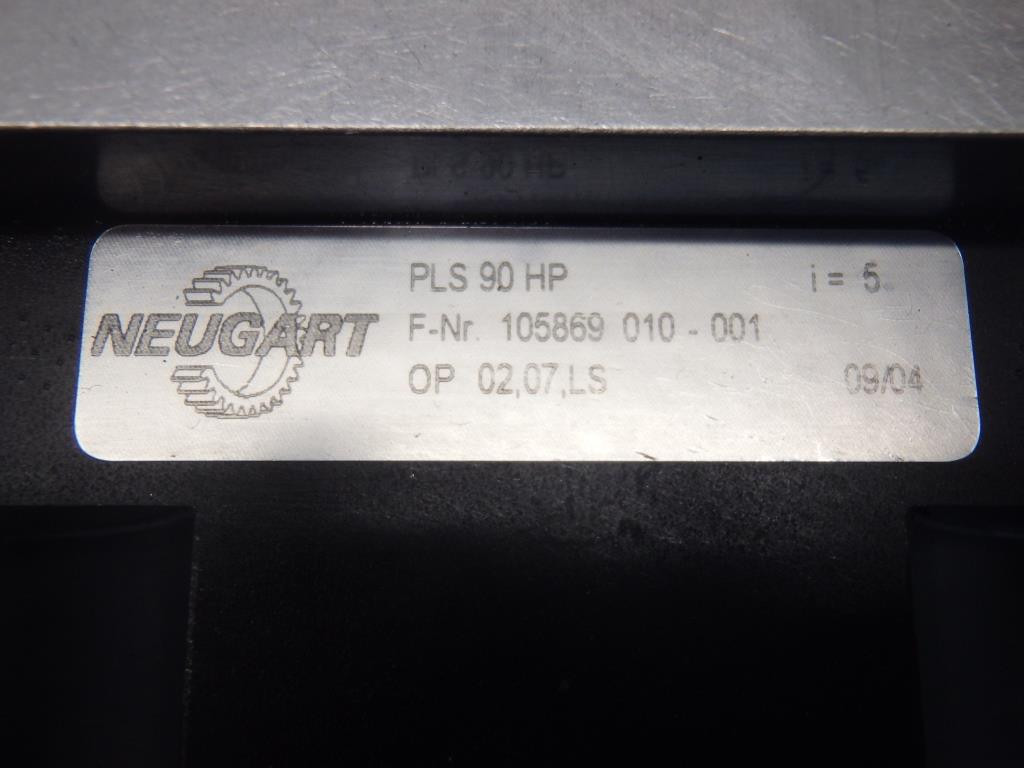 NEUGART
PLS 90 HP i = 5
F-Nr. 105869 010 - 001
OP 02,07,LS 09/04